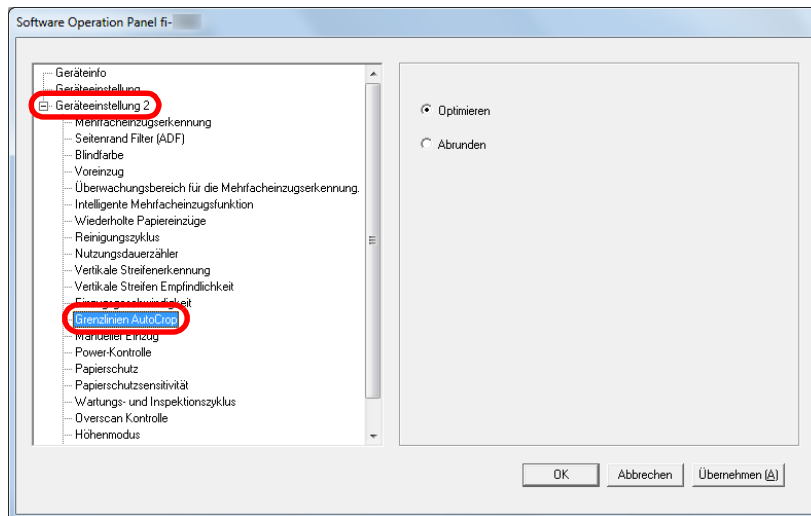 Software Operation Panel fi-
Geräteinfo
Geräteeinstellung
Geräteeinstellung 2
Mehrfacheinzugserkennung
Seitenrand Filter (ADF)
Blindfarbe
Voreinzug
Überwachungsbereich für die Mehrfacheinzugserkennung.
Intelligente Mehrfacheinzugsfunktion
Wiederholte Papiereinzüge
Reinigungszyklus
Nutzungsdauerzähler
Vertikale Streifenerkennung
Vertikale Streifen Empfindlichkeit
Einzugsgeschwindigkeit
Grenzlinien AutoCrop
Manueller Einzug
Power-Kontrolle
Papierschutz
Papierschutzsensitivität
Wartungs- und Inspektionszyklus
Overscan Kontrolle
Höhenmodus
Optimieren
Abrunden
OK
Abbrechen
Übernehmen (A)